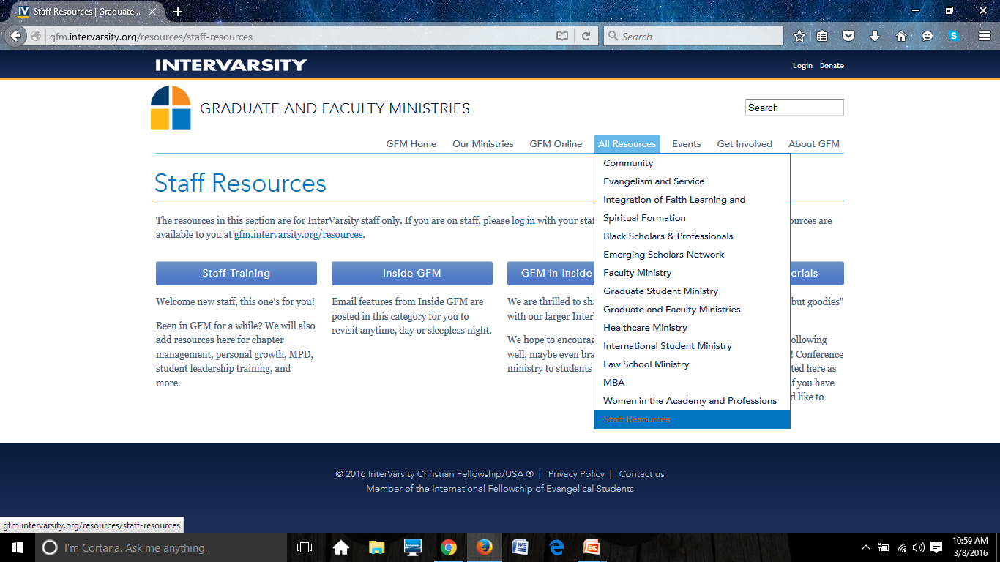 Staff Resources | Graduate...
gfm.intervarsity.org/resources/staff-resources
Search
INTERVARSITY
Login Donate
GRADUATE AND FACULTY MINISTRIES
Search
GFM Home Our Ministries GFM Online All Resources Events Get Involved About GFM
Community
Evangelism and Service
Integration of Faith Learning and
Spiritual Formation
Black Scholars & Professionals
Emerging Scholars Network
Faculty Ministry
Graduate Student Ministry
Graduate and Faculty Ministries
Healthcare Ministry
International Student Ministry
Law School Ministry
MBA
Women in the Academy and Professions
Staff Resources
Staff Resources
The resources in this section are for InterVarsity staff only. If you are on staff, please log in with your staf
ources are
available to you at gfm.intervarsity.org/resources.
Staff Training
Welcome new staff, this one's for you!
Been in GFM for a while? We will also
add resources here for chapter
management, personal growth, MPD,
student leadership training, and
more.
Inside GFM
Email features from Inside GFM are
posted in this category for you to
revisit anytime, day or sleepless night.
GFM in Inside
We are thrilled to sha
with our larger Inter
We hope to encourag
well, maybe even bra
ministry to students
erials
but goodies"
ollowing
! Conference
ted here as
if you have
d like to
© 2016 InterVarsity Christian Fellowship/USA ® | Privacy Policy | Contact us
Member of the International Fellowship of Evangelical Students
gfm.intervarsity.org/resources/staff-resources
I'm Cortana. Ask me anything.
10:59 AM
3/8/2016